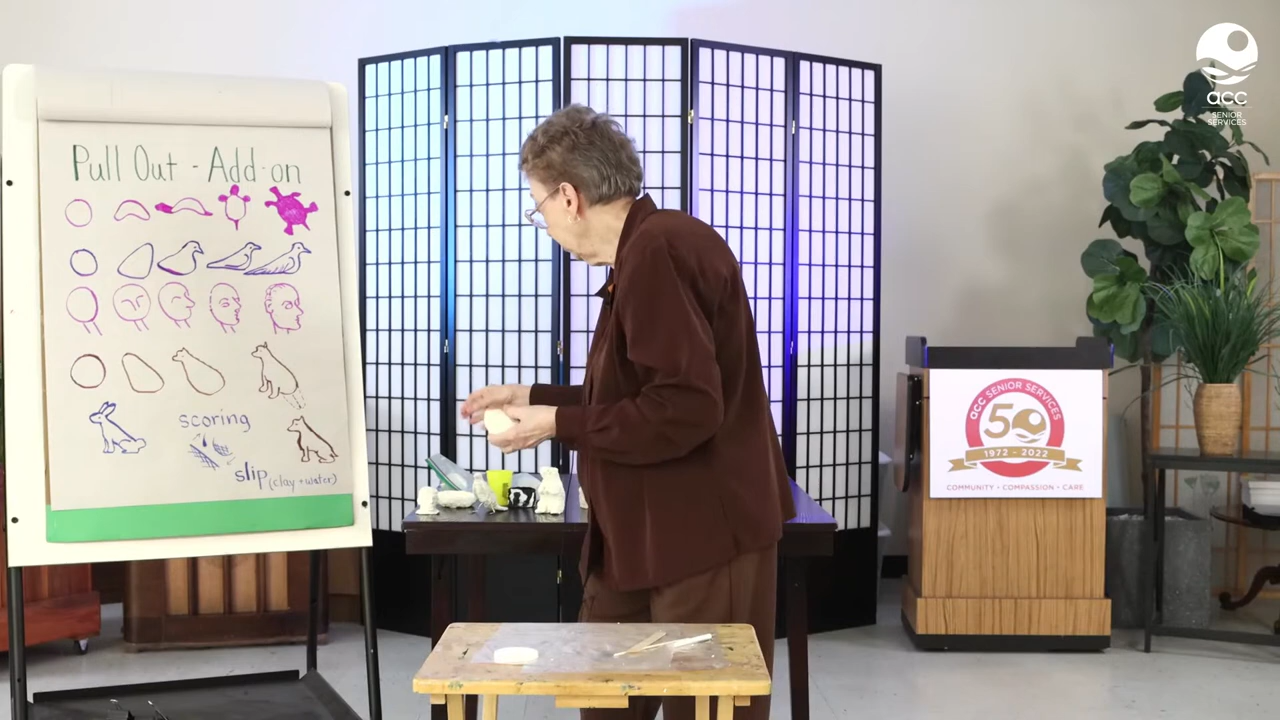 Pull Out - Add-on
scoring
slip (clay + water)
acc SENIOR SERVICES
50
1972 - 2022
COMMUNITY • COMPASSION • CARE
acc
SENIOR
SERVICES